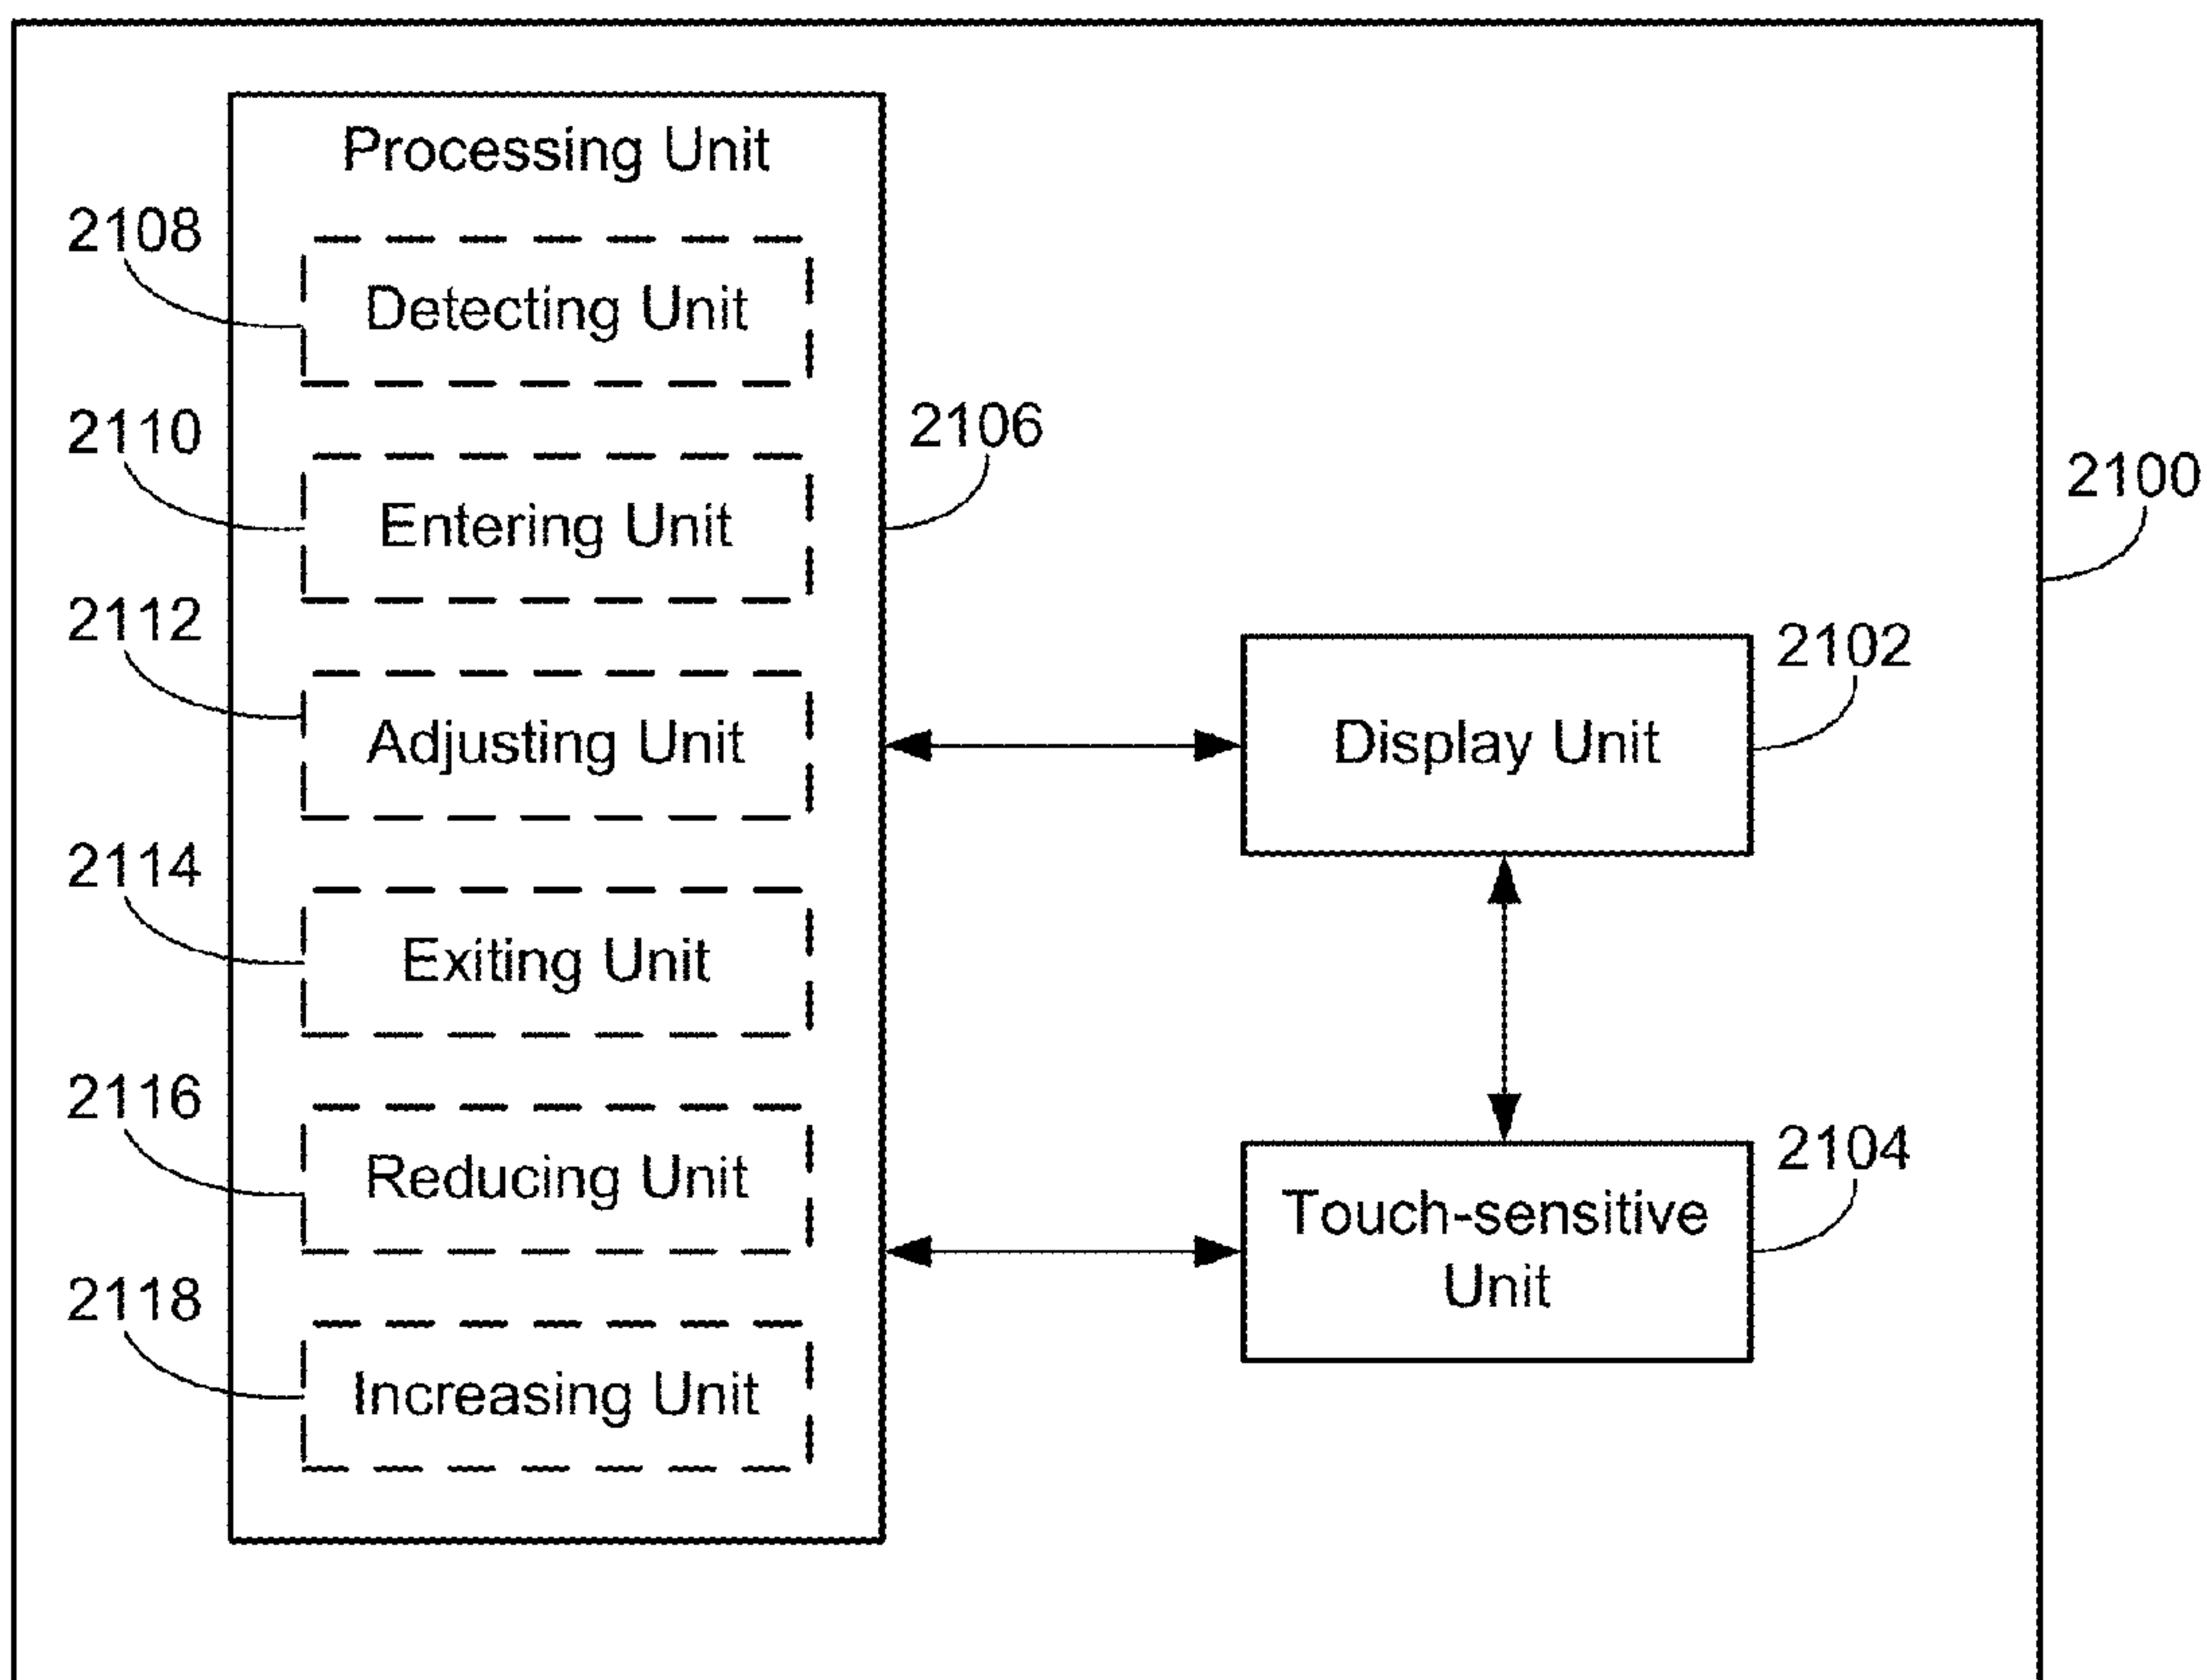 Processing Unit
2108
Detecting Unit
2110
2106
Entering Unit
2100
2112
2102
Adjusting Unit
Display Unit
2114
Exiting Unit
2116
2104
Reducing Unit
Touch-sensitive
Unit
2118
Increasing Unit